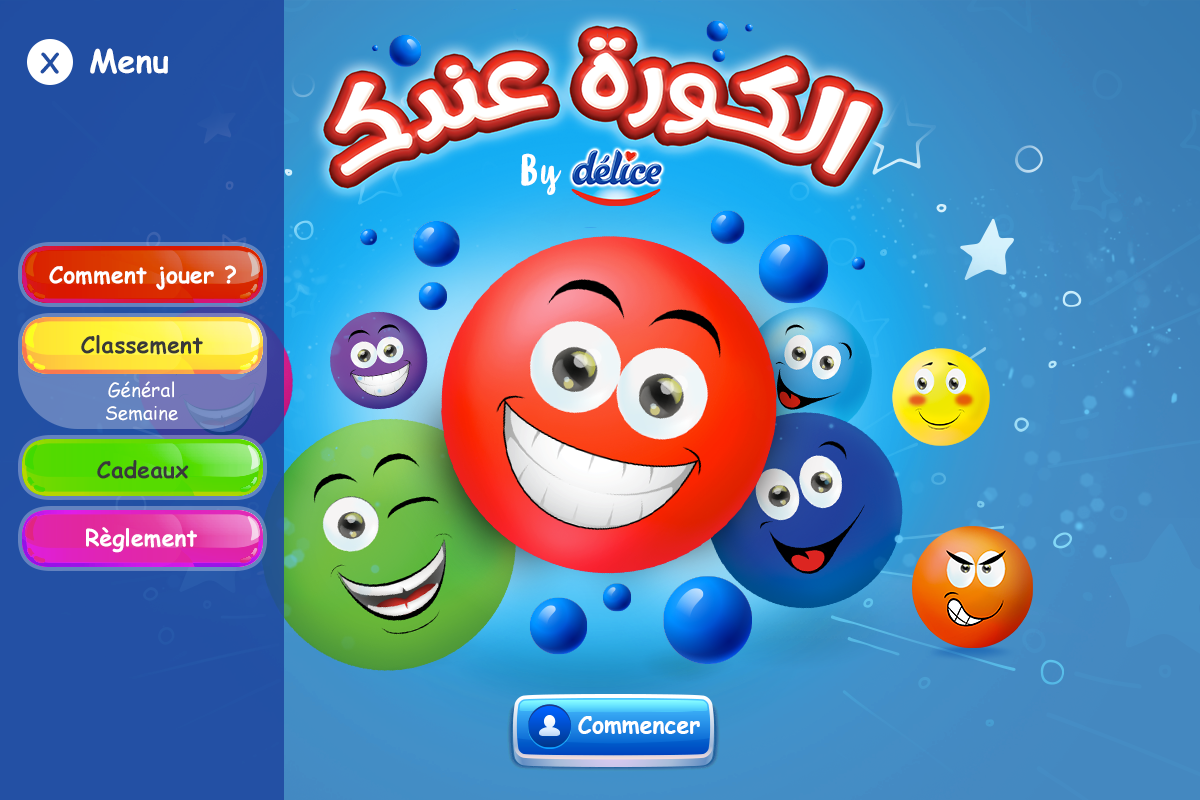 X Menu
الكورة عندك
By délice
Comment jouer ?
Classement
Général
Semaine
Cadeaux
Règlement
Commencer